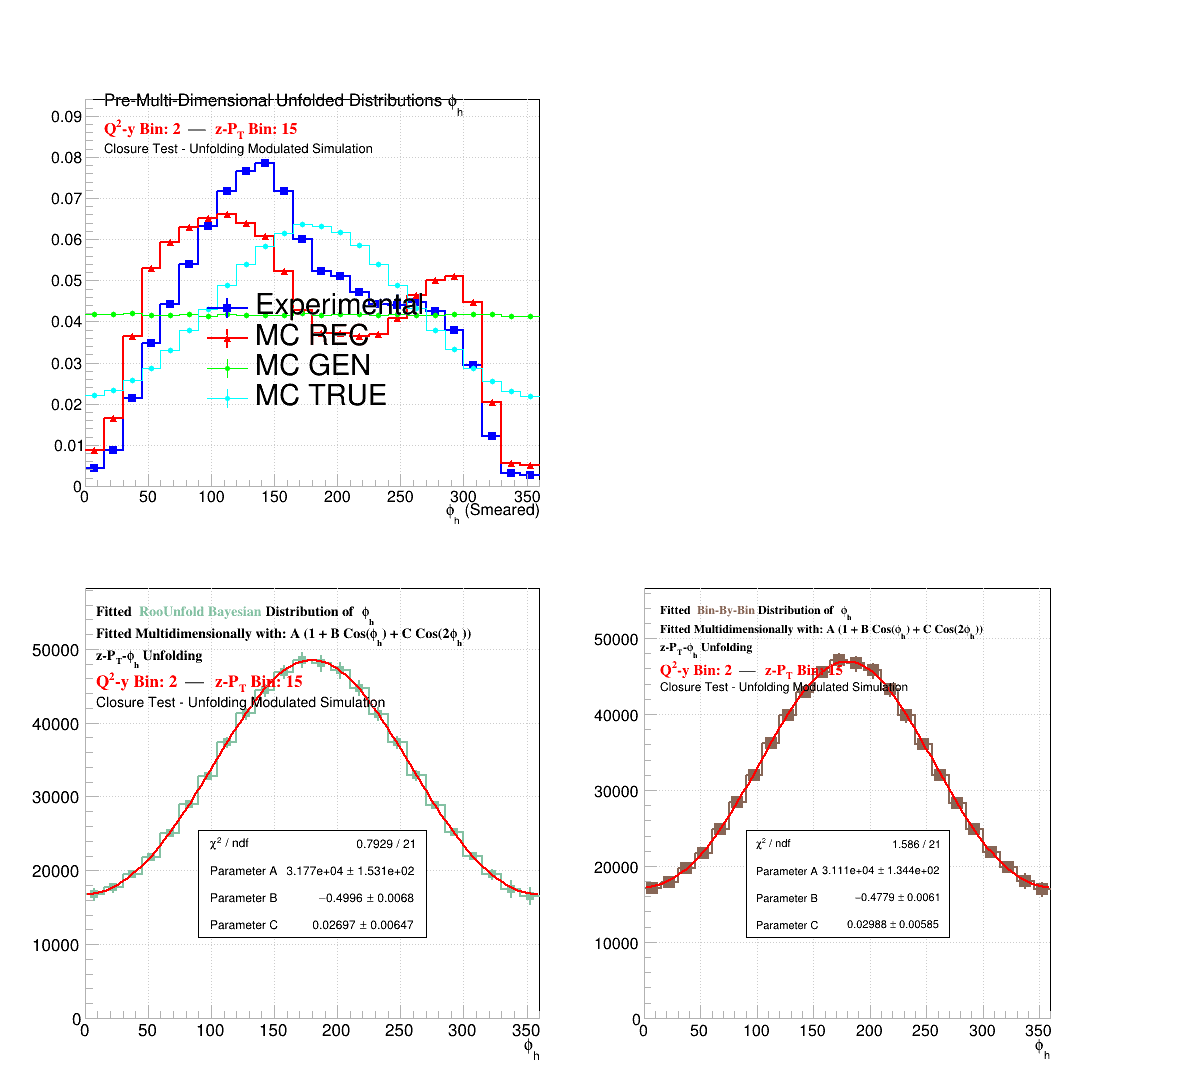 Pre-Multi-Dimensional Unfolded Distributions ϕh
Q2-y Bin: 2 — z-PT Bin: 15
Closure Test - Unfolding Modulated Simulation
0.09
0.08
0.07
0.06
0.05
0.04
0.03
0.02
0.01
0
Experimental
MC REC
MC GEN
MC TRUE
0 50 100 150 200 250 300 350
ϕh (Smeared)
Fitted RooUnfold Bayesian Distribution of ϕh
Fitted Multidimensionally with: A (1 + B Cos(ϕh) + C Cos(2ϕh))
z-PT-ϕh Unfolding
Q2-y Bin: 2 — z-PT Bin: 15
Closure Test - Unfolding Modulated Simulation
50000
40000
30000
20000
10000
0
χ2 / ndf 0.7929 / 21
Parameter A 3.177e+04 ± 1.531e+02
Parameter B −0.4996 ± 0.0068
Parameter C 0.02697 ± 0.00647
0 50 100 150 200 250 300 350
ϕh
Fitted Bin-By-Bin Distribution of ϕh
Fitted Multidimensionally with: A (1 + B Cos(ϕh) + C Cos(2ϕh))
z-PT-ϕh Unfolding
Q2-y Bin: 2 — z-PT Bin: 15
Closure Test - Unfolding Modulated Simulation
50000
40000
30000
20000
10000
0
χ2 / ndf 1.586 / 21
Parameter A 3.111e+04 ± 1.344e+02
Parameter B −0.4779 ± 0.0061
Parameter C 0.02988 ± 0.00585
0 50 100 150 200 250 300 350
ϕh